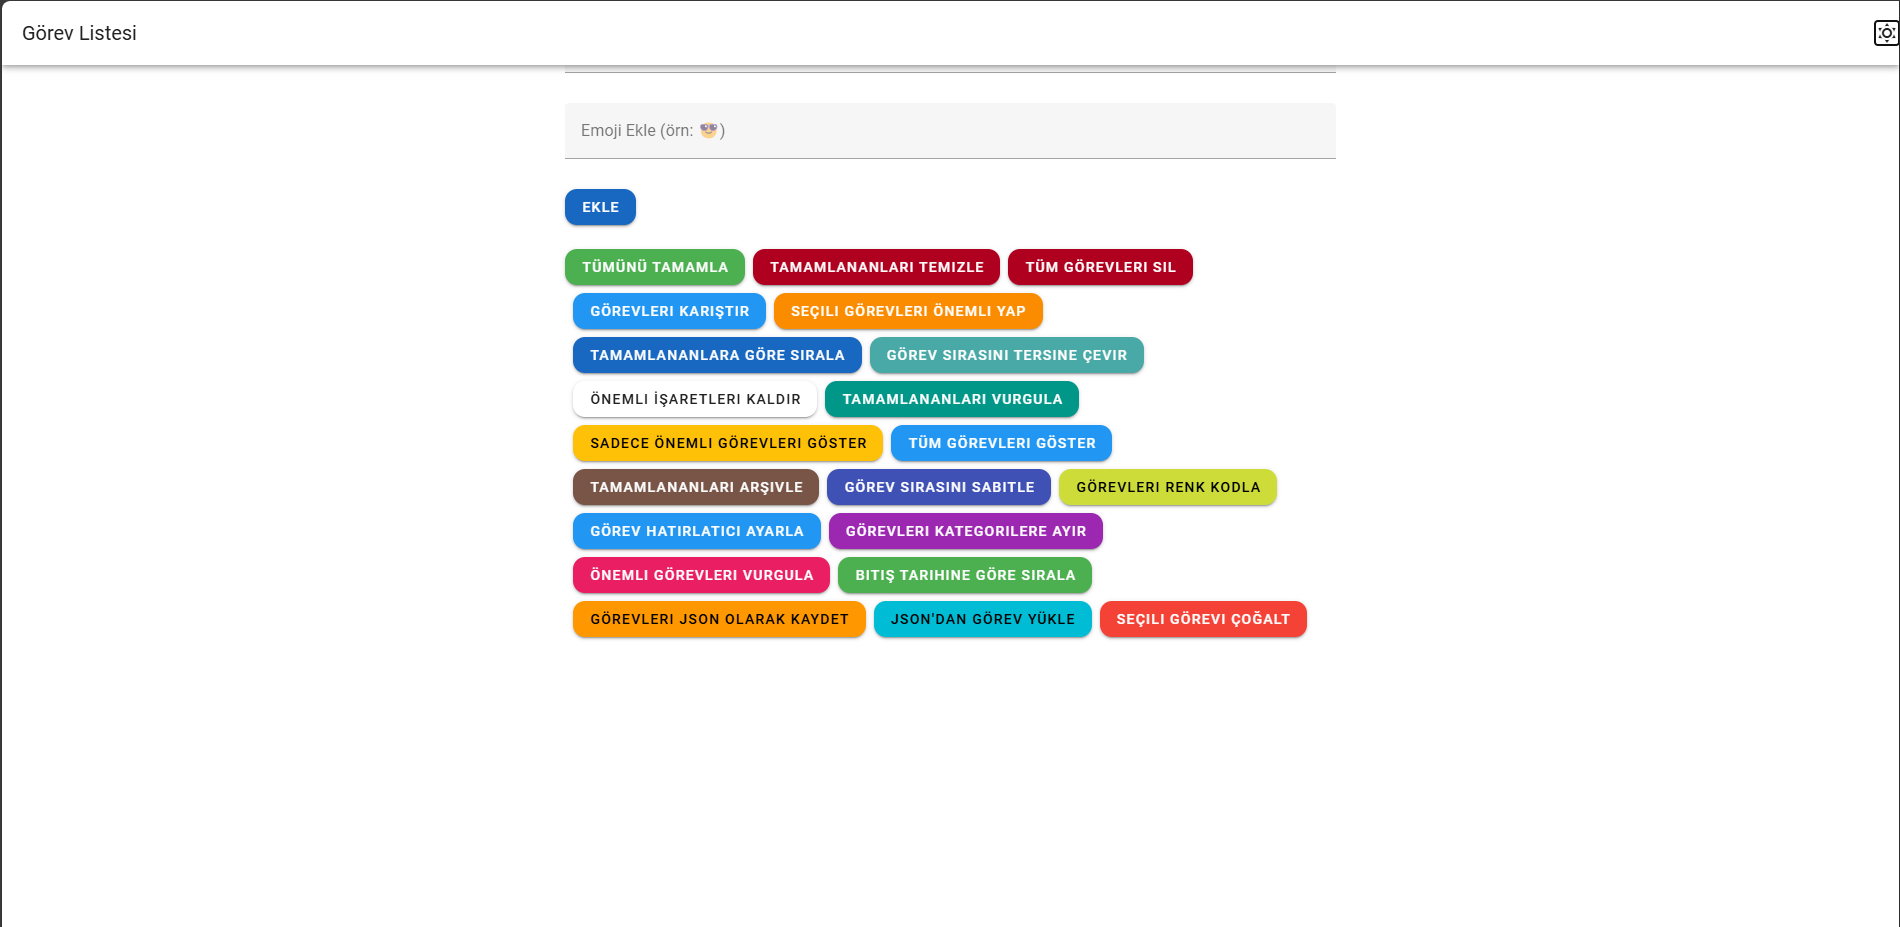 Görev Listesi
Emoji Ekle (örn: 😎)
EKLE
TÜMÜNÜ TAMAMLA TAMAMLANANLARI TEMIZLE TÜM GÖREVLERI SIL
GÖREVLERI KARIŞTIR SEÇILI GÖREVLERI ÖNEMLI YAP
TAMAMLANANLARA GÖRE SIRALA GÖREV SIRASINI TERSINE ÇEVIR
ÖNEMLI İŞARETLERI KALDIR TAMAMLANANLARI VURGULA
SADECE ÖNEMLI GÖREVLERI GÖSTER TÜM GÖREVLERI GÖSTER
TAMAMLANANLARI ARŞIVLE GÖREV SIRASINI SABITLE GÖREVLERI RENK KODLA
GÖREV HATIRLATICI AYARLA GÖREVLERI KATEGORILERE AYIR
ÖNEMLI GÖREVLERI VURGULA BITIŞ TARIHINE GÖRE SIRALA
GÖREVLERI JSON OLARAK KAYDET JSON'DAN GÖREV YÜKLE SEÇILI GÖREVI ÇOĞALT